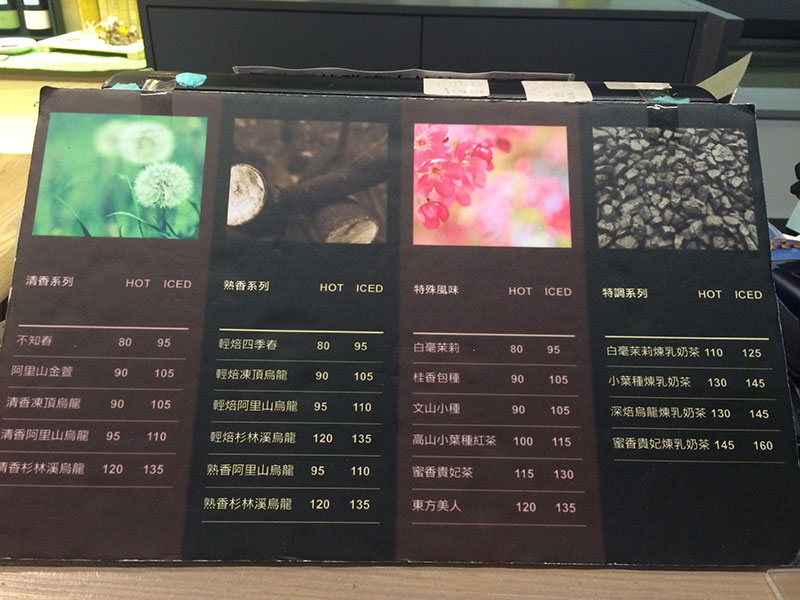 清香系列 HOT ICED
不知春 80 95
阿里山金萱 90 105
清香凍頂烏龍 90 105
清香阿里山烏龍 95 110
清香杉林溪烏龍 120 135
熟香系列 HOT ICED
輕焙四季春 80 95
輕焙凍頂烏龍 90 105
輕焙阿里山烏龍 95 110
輕焙杉林溪烏龍 120 135
熟香阿里山烏龍 95 110
熟香杉林溪烏龍 120 135
特殊風味 HOT ICED
白毫茉莉 80 95
桂香包種 90 105
文山小種 90 105
高山小葉種紅茶 100 115
蜜香貴妃茶 115 130
東方美人 120 135
特調系列 HOT ICED
白毫茉莉煉乳奶茶 110 125
小葉種煉乳奶茶 130 145
深焙烏龍煉乳奶茶 130 145
蜜香貴妃煉乳奶茶 145 160